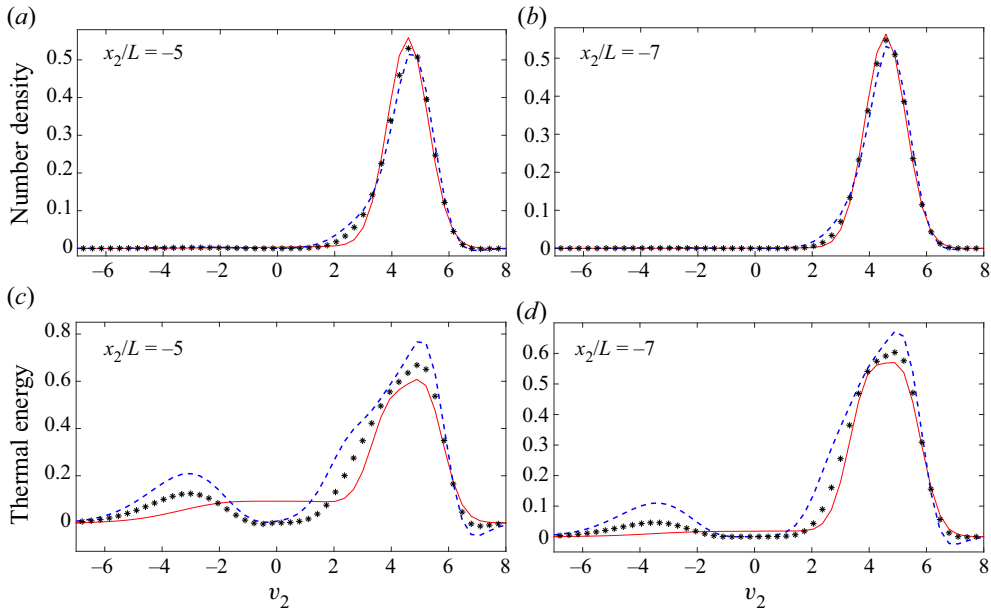 (a)
(b)
x2/L = –5
x2/L = –7
Number density
0.5
0.4
0.3
0.2
0.1
0
0.5
0.4
0.3
0.2
0.1
0
–6 –4 –2 0 2 4 6 8
–6 –4 –2 0 2 4 6 8
(c)
(d)
x2/L = –5
x2/L = –7
Thermal energy
0.8
0.6
0.4
0.2
0
0.6
0.5
0.4
0.3
0.2
0.1
0
–6 –4 –2 0 2 4 6 8
–6 –4 –2 0 2 4 6 8
v2
v2